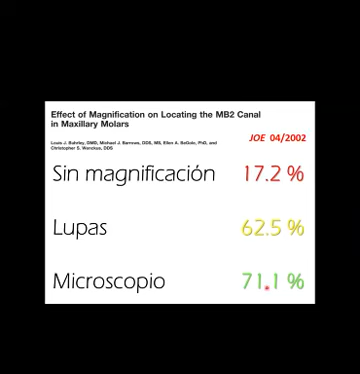 Effect of Magnification on Locating the MB2 Canal
in Maxillary Molars
JOE 04/2002
Louis J. Buhrley, DMD, Michael J. Barrows, DDS, MS, Ellen A. BeGole, PhD, and
Christopher S. Wenckus, DDS
Sin magnificación 17.2 %
Lupas 62.5 %
Microscopio 71.1 %